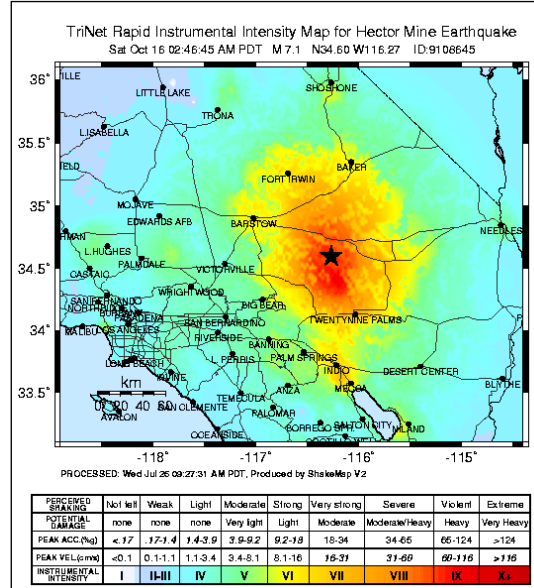 TriNet Rapid Instrumental Intensity Map for Hector Mine Earthquake
Sat Oct 16 02:46:45 AM PDT M 7.1 N34.60 W116.27 ID:9108645
36˚
VILLE
LITTLE LAKE
SHOSHONE
TRONA
35.5˚
L.ISABELLA
BAKER
FORT IRWIN
FIELD
35˚
MOJAVE
EDWARDS AFB
BARSTOW
NEEDLES
RMAN
L.HUGHES
34.5˚
PALMDALE
VICTORVILLE
CASTAIC
WRIGHTWOOD
SAN FERNANDO
BIG BEAR
TWENTYNINE PALMS
PASADENA
LOS ANGELES
SAN BERNARDINO
34˚
MALIBU
RIVERSIDE
BANNING
L. PERRIS
PALM SPRINGS
LONG BEACH
INDIO
DESERT CENTER
IRVINE
MECCA
BLYTHE
33.5˚
km
ANZA
0 20 40 60
TEMECULA
SAN CLEMENTE
AVALON
PALOMAR
OCEANSIDE
BORREGO SPR.
SALTON CITY
NILAND
-118˚ -117˚ -116˚ -115˚
PROCESSED: Wed Jul 25 09:27:31 AM PDT, Produced by ShakeMap V2
PERCEIVED SHAKING Not felt Weak Light Moderate Strong Very strong Severe Violent Extreme
POTENTIAL DAMAGE none none none Very light Light Moderate Moderate/Heavy Heavy Very Heavy
PEAK ACC.(%g) <.17 .17-1.4 1.4-3.9 3.9-9.2 9.2-18 18-34 34-65 65-124 >124
PEAK VEL.(cm/s) <0.1 0.1-1.1 1.1-3.4 3.4-8.1 8.1-16 16-31 31-60 60-116 >116
INSTRUMENTAL INTENSITY I II-III IV V VI VII VIII IX X+